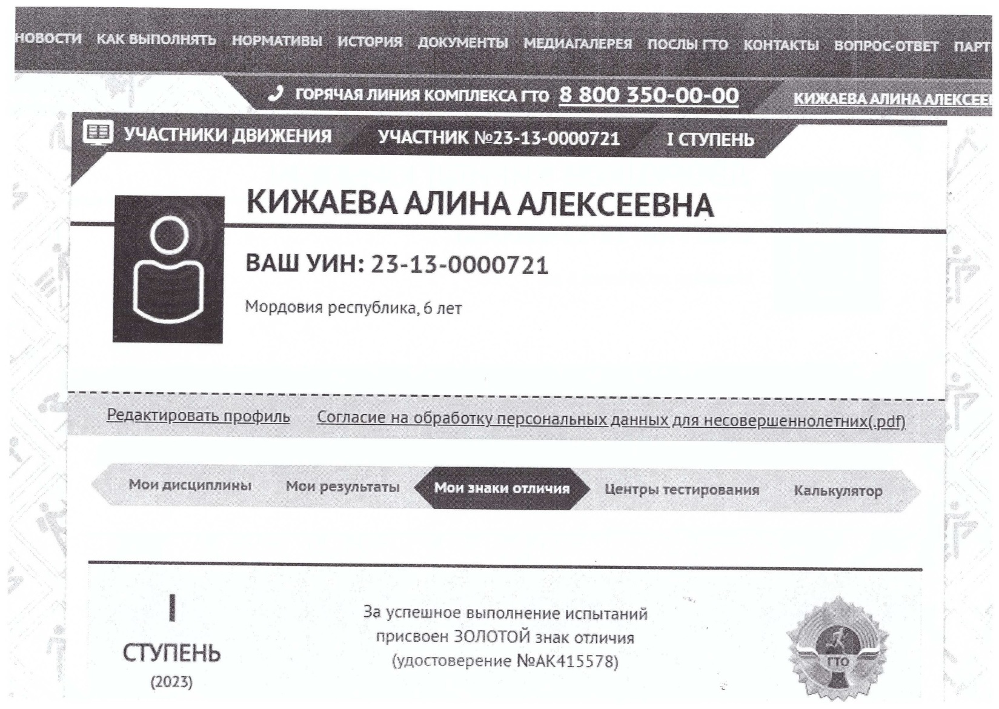 НОВОСТИ КАК ВЫПОЛНЯТЬ НОРМАТИВЫ ИСТОРИЯ ДОКУМЕНТЫ МЕДИАГАЛЕРЕЯ ПОСЛЫ ГТО КОНТАКТЫ ВОПРОС-ОТВЕТ ПАРТ
ГОРЯЧАЯ ЛИНИЯ КОМПЛЕКСА ГТО 8 800 350-00-00 КИЖАЕВА АЛИНА АЛЕКСЕЕ
УЧАСТНИКИ ДВИЖЕНИЯ УЧАСТНИК №23-13-0000721 I СТУПЕНЬ
КИЖАЕВА АЛИНА АЛЕКСЕЕВНА
ВАШ УИН: 23-13-0000721
Мордовия республика, 6 лет
Редактировать профиль Согласие на обработку персональных данных для несовершеннолетних(.pdf)
Мои дисциплины Мои результаты Мои знаки отличия Центры тестирования Калькулятор
I
СТУПЕНЬ
(2023)
За успешное выполнение испытаний
присвоен ЗОЛОТОЙ знак отличия
(удостоверение №АК415578)
ГТО